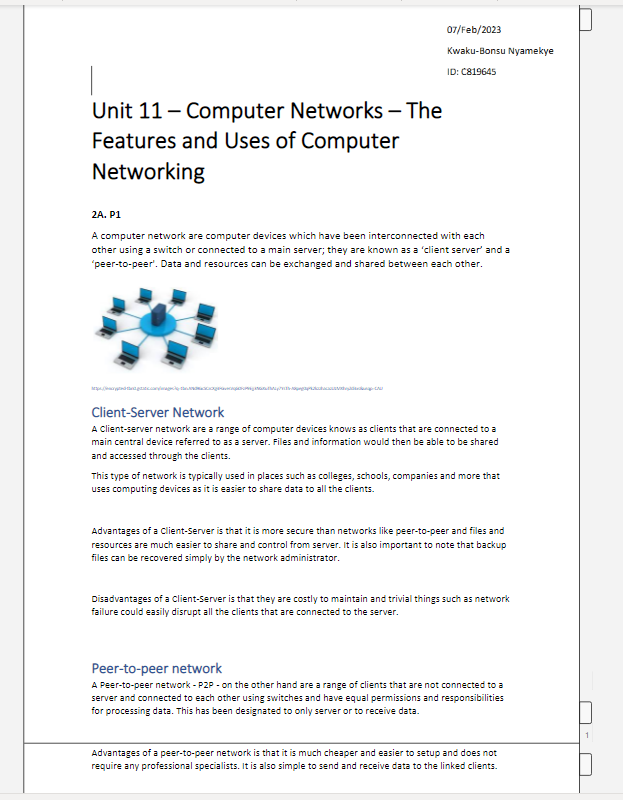 07/Feb/2023
Kwaku-Bonsu Nyamekye
ID: C819645
Unit 11 – Computer Networks – The
Features and Uses of Computer
Networking
2A. P1
A computer network are computer devices which have been interconnected with each
other using a switch or connected to a main server; they are known as a ‘client server’ and a
‘peer-to-peer’. Data and resources can be exchanged and shared between each other.
Client-Server Network
A Client-server network are a range of computer devices knows as clients that are connected to a
main central device referred to as a server. Files and information would then be able to be shared
and accessed through the clients.
This type of network is typically used in places such as colleges, schools, companies and more that
uses computing devices as it is easier to share data to all the clients.
Advantages of a Client-Server is that it is more secure than networks like peer-to-peer and files and
resources are much easier to share and control from server. It is also important to note that backup
files can be recovered simply by the network administrator.
Disadvantages of a Client-Server is that they are costly to maintain and trivial things such as network
failure could easily disrupt all the clients that are connected to the server.
Peer-to-peer network
A Peer-to-peer network - P2P - on the other hand are a range of clients that are not connected to a
server and connected to each other using switches and have equal permissions and responsibilities
for processing data. This has been designated to only server or to receive data.
1
Advantages of a peer-to-peer network is that it is much cheaper and easier to setup and does not
require any professional specialists. It is also simple to send and receive data to the linked clients.